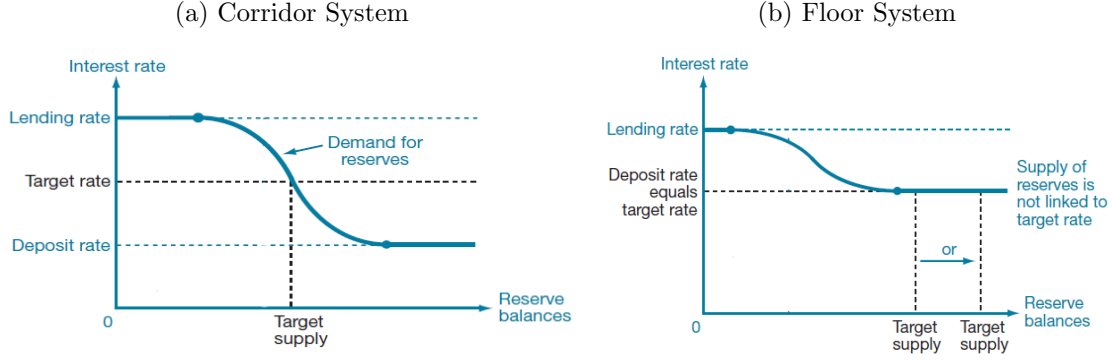 (a) Corridor System
Interest rate
Lending rate
Demand for
reserves
Target rate
Deposit rate
0
Target
supply
Reserve
balances
(b) Floor System
Interest rate
Lending rate
Deposit rate
equals
target rate
Supply of
reserves is
not linked to
target rate
or
0
Target
supply
Target
supply
Reserve
balances